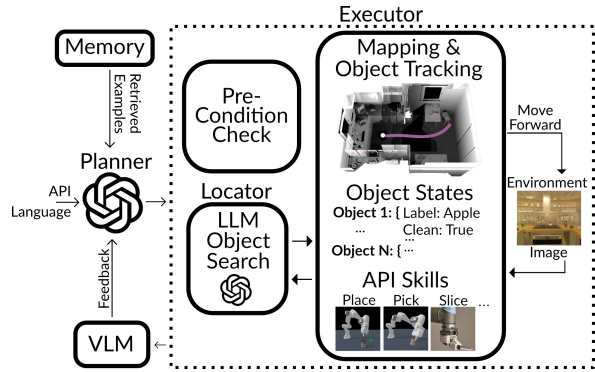 Executor
Memory
Retrieved
Examples
Planner
API
Language
Feedback
VLM
Pre-
Condition
Check
Locator
LLM
Object
Search
Mapping &
Object Tracking
Object States
Object 1: { Label: Apple
... Clean: True
...
Object N: { ...
API Skills
Place Pick Slice ...
Move
Forward
Environment
Image